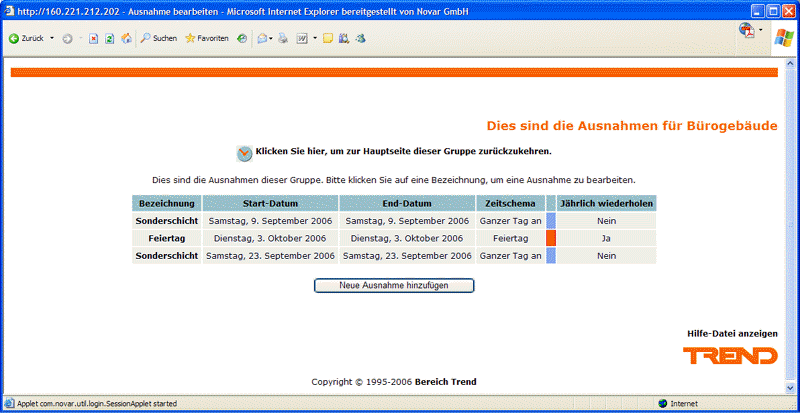 http://160.221.212.202 - Ausnahme bearbeiten - Microsoft Internet Explorer bereitgestellt von Novar GmbH
Zurück Suchen Favoriten
Dies sind die Ausnahmen für Bürogebäude
Klicken Sie hier, um zur Hauptseite dieser Gruppe zurückzukehren.
Dies sind die Ausnahmen dieser Gruppe. Bitte klicken Sie auf eine Bezeichnung, um eine Ausnahme zu bearbeiten.
Bezeichnung Start-Datum End-Datum Zeitschema Jährlich wiederholen
Sonderschicht Samstag, 9. September 2006 Samstag, 9. September 2006 Ganzer Tag an Nein
Feiertag Dienstag, 3. Oktober 2006 Dienstag, 3. Oktober 2006 Feiertag Ja
Sonderschicht Samstag, 23. September 2006 Samstag, 23. September 2006 Ganzer Tag an Nein
Neue Ausnahme hinzufügen
Hilfe-Datei anzeigen
TREND
Copyright © 1995-2006 Bereich Trend
Applet com.novar.util.login.SessionApplet started Internet